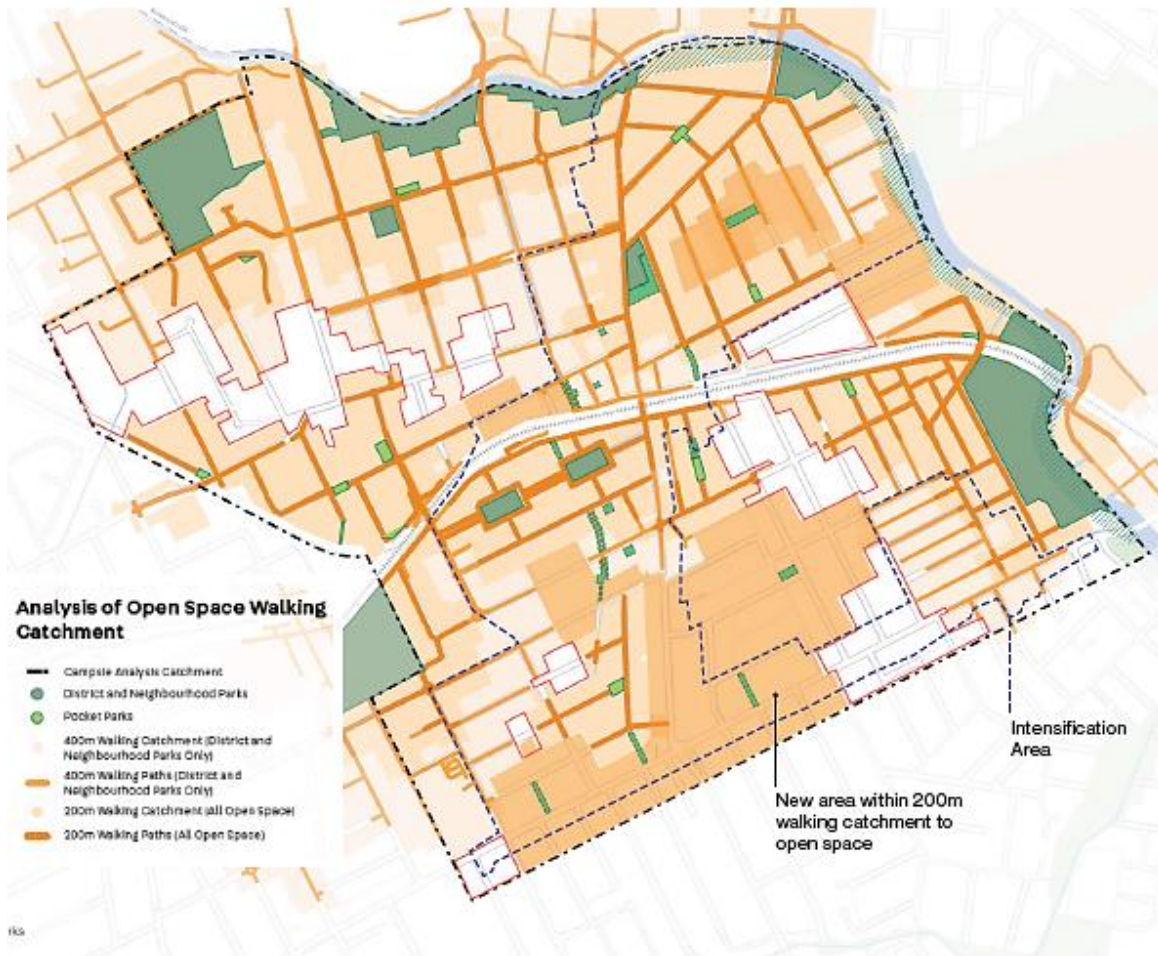 Analysis of Open Space Walking
Catchment
Campsie Analysis Catchment
District and Neighbourhood Parks
Pocket Parks
400m Walking Catchment (District and
Neighbourhood Parks Only)
400m Walking Paths (District and
Neighbourhood Parks Only)
200m Walking Catchment (All Open Space)
200m Walking Paths (All Open Space)
Intensification
Area
New area within 200m
walking catchment to
open space
rks